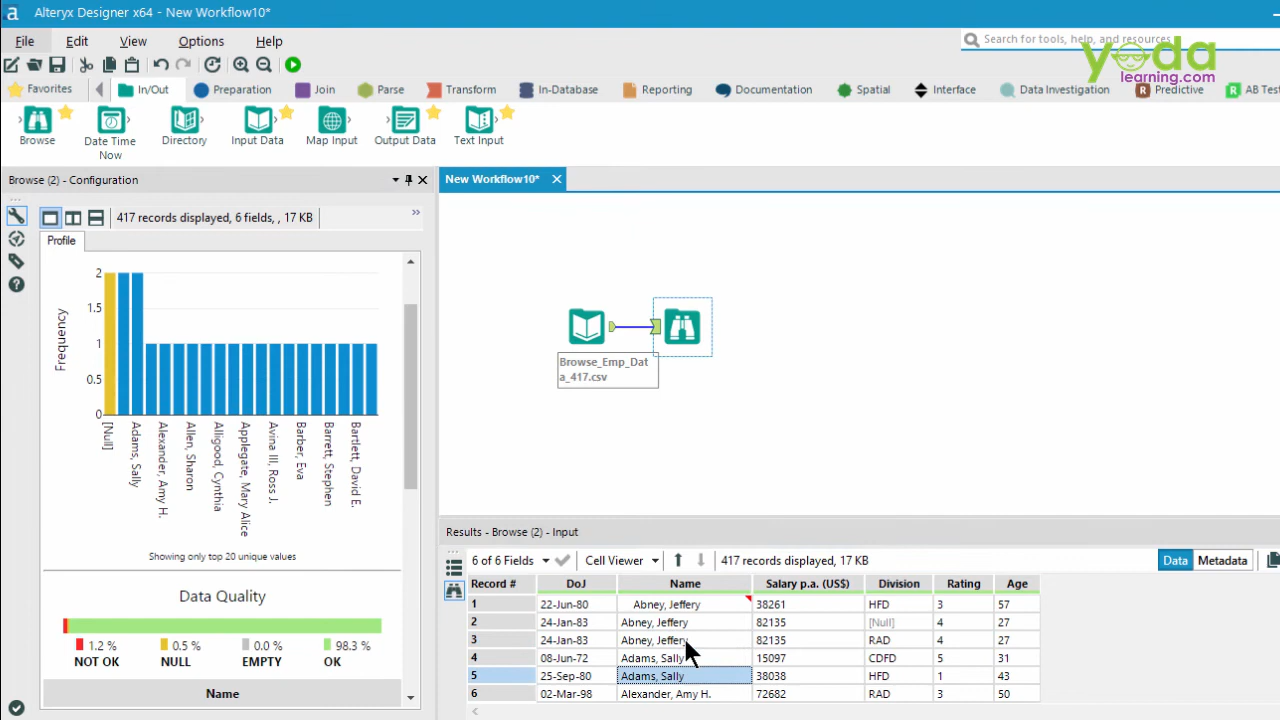 Alteryx Designer x64 - New Workflow10*
File Edit View Options Help
Search for tools, help, and resources
yoda
learning.com
Favorites In/Out Preparation Join Parse Transform In-Database Reporting Documentation Spatial Interface Data Investigation Predictive AB Test
Browse Date Time Now Directory Input Data Map Input Output Data Text Input
Browse (2) - Configuration
New Workflow10*
417 records displayed, 6 fields, , 17 KB
Profile
Frequency
2
1.5
1
0.5
0
[Null]
Adams, Sally
Alexander, Amy H.
Allen, Sharon
Alligood, Cynthia
Applegate, Mary Alice
Avina III, Ross J.
Barber, Eva
Barrett, Stephen
Bartlett, David E.
Showing only top 20 unique values
Data Quality
1.2 % 0.5 % 0.0 % 98.3 %
NOT OK NULL EMPTY OK
Name
Browse_Emp_Dat
a_417.csv
Results - Browse (2) - Input
6 of 6 Fields Cell Viewer 417 records displayed, 17 KB Data Metadata
Record # DoJ Name Salary p.a. (US$) Division Rating Age
1 22-Jun-80 Abney, Jeffery 38261 HFD 3 57
2 24-Jan-83 Abney, Jeffery 82135 [Null] 4 27
3 24-Jan-83 Abney, Jeffery 82135 RAD 4 27
4 08-Jun-72 Adams, Sally 15097 CDFD 5 31
5 25-Sep-80 Adams, Sally 38038 HFD 1 43
6 02-Mar-98 Alexander, Amy H. 72682 RAD 3 50